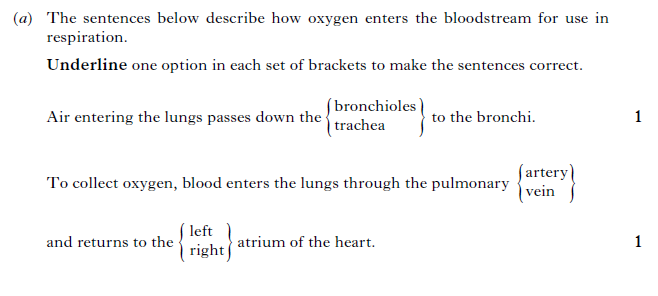 (a) The sentences below describe how oxygen enters the bloodstream for use in
respiration.
Underline one option in each set of brackets to make the sentences correct.
Air entering the lungs passes down the { bronchioles / trachea } to the bronchi. 1
To collect oxygen, blood enters the lungs through the pulmonary { artery / vein }
and returns to the { left / right } atrium of the heart. 1